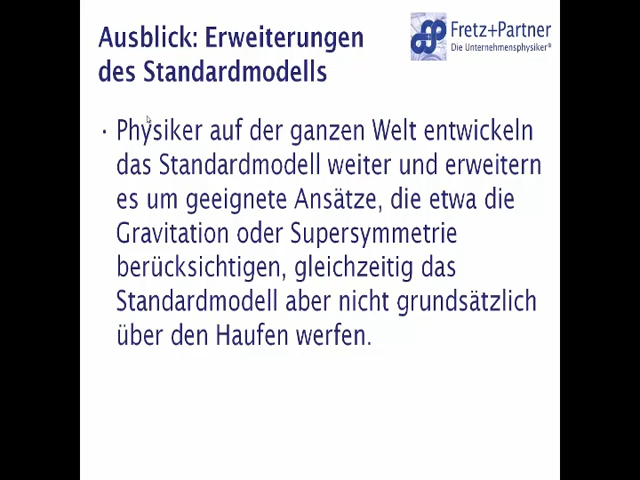 Ausblick: Erweiterungen
des Standardmodells
Fretz+Partner
Die Unternehmensphysiker®
· Physiker auf der ganzen Welt entwickeln
das Standardmodell weiter und erweitern
es um geeignete Ansätze, die etwa die
Gravitation oder Supersymmetrie
berücksichtigen, gleichzeitig das
Standardmodell aber nicht grundsätzlich
über den Haufen werfen.